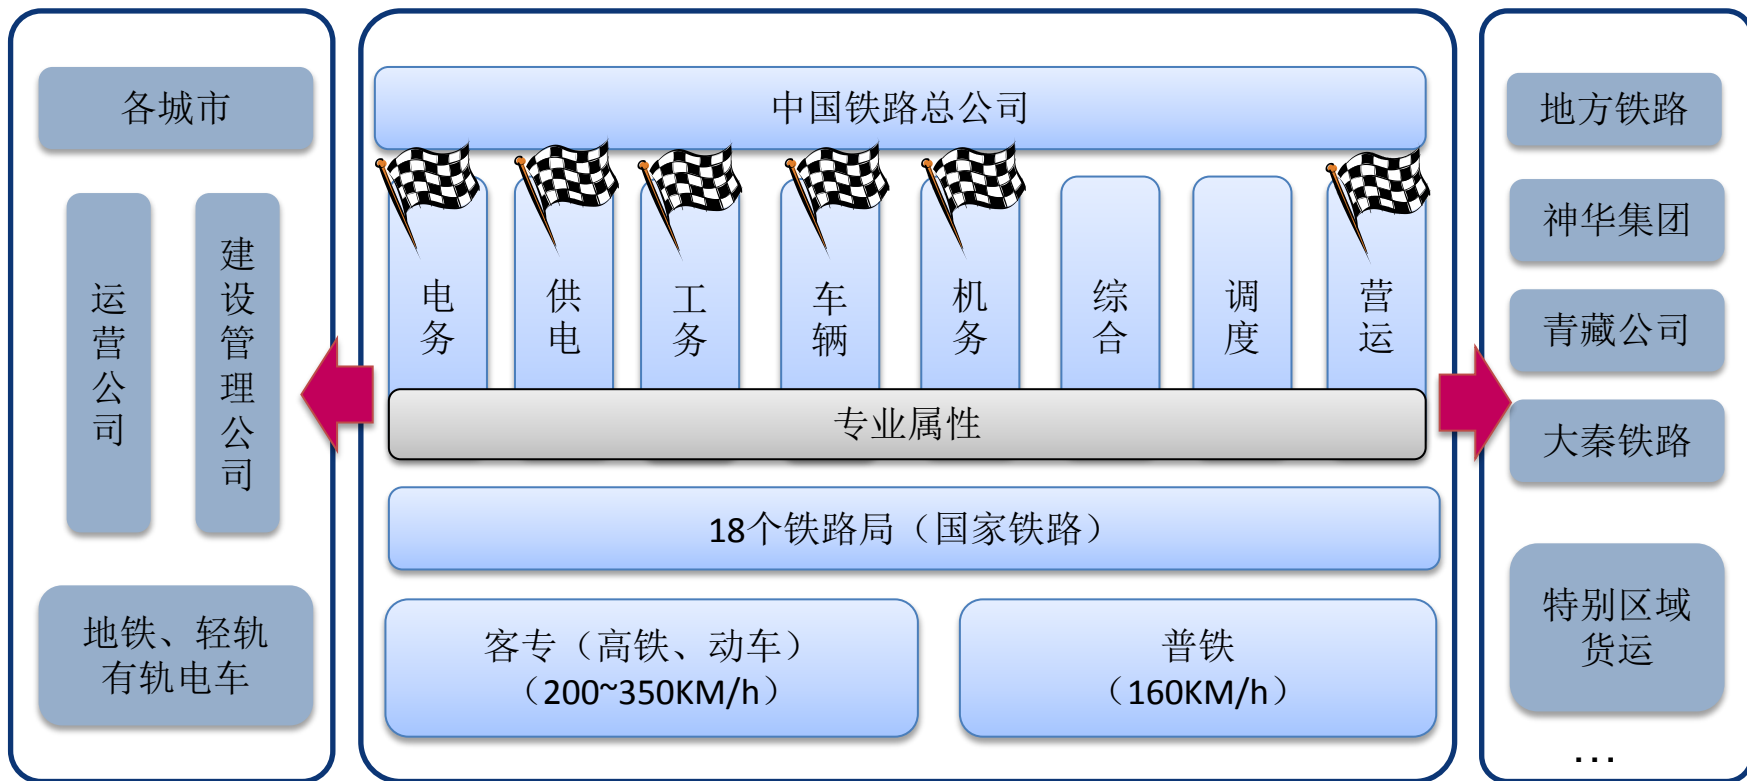 各城市
运营公司
建设管理公司
地铁、轻轨
有轨电车
中国铁路总公司
电务
供电
工务
车辆
机务
综合
调度
营运
专业属性
18个铁路局（国家铁路）
客专（高铁、动车）
（200~350KM/h）
普铁
（160KM/h）
地方铁路
神华集团
青藏公司
大秦铁路
特别区域
货运
...